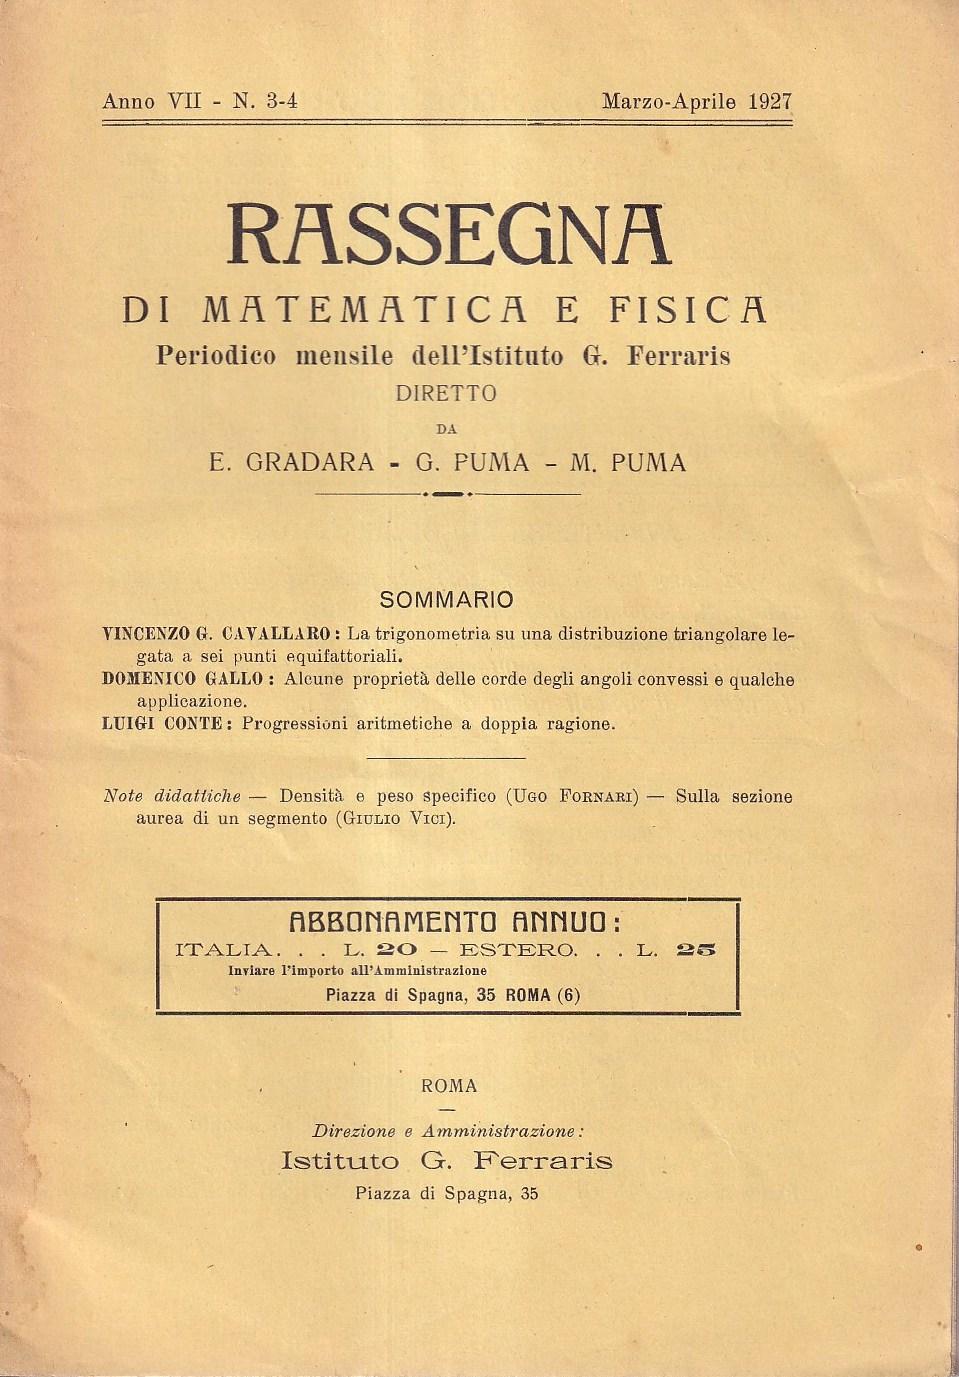 Anno VII - N. 3-4 Marzo-Aprile 1927
RASSEGNA
DI MATEMATICA E FISICA
Periodico mensile dell'Istituto G. Ferraris
DIRETTO
DA
E. GRADARA - G. PUMA - M. PUMA
SOMMARIO
VINCENZO G. CAVALLARO: La trigonometria su una distribuzione triangolare le-
gata a sei punti equifattoriali.
DOMENICO GALLO: Alcune proprietà delle corde degli angoli convessi e qualche
applicazione.
LUIGI CONTE: Progressioni aritmetiche a doppia ragione.
Note didattiche — Densità e peso specifico (UGO FORNARI) — Sulla sezione
aurea di un segmento (GIULIO VICI).
ABBONAMENTO ANNUO:
ITALIA. . . L. 20 — ESTERO. . . L. 25
Inviare l'importo all'Amministrazione
Piazza di Spagna, 35 ROMA (6)
ROMA
Direzione e Amministrazione:
Istituto G. Ferraris
Piazza di Spagna, 35